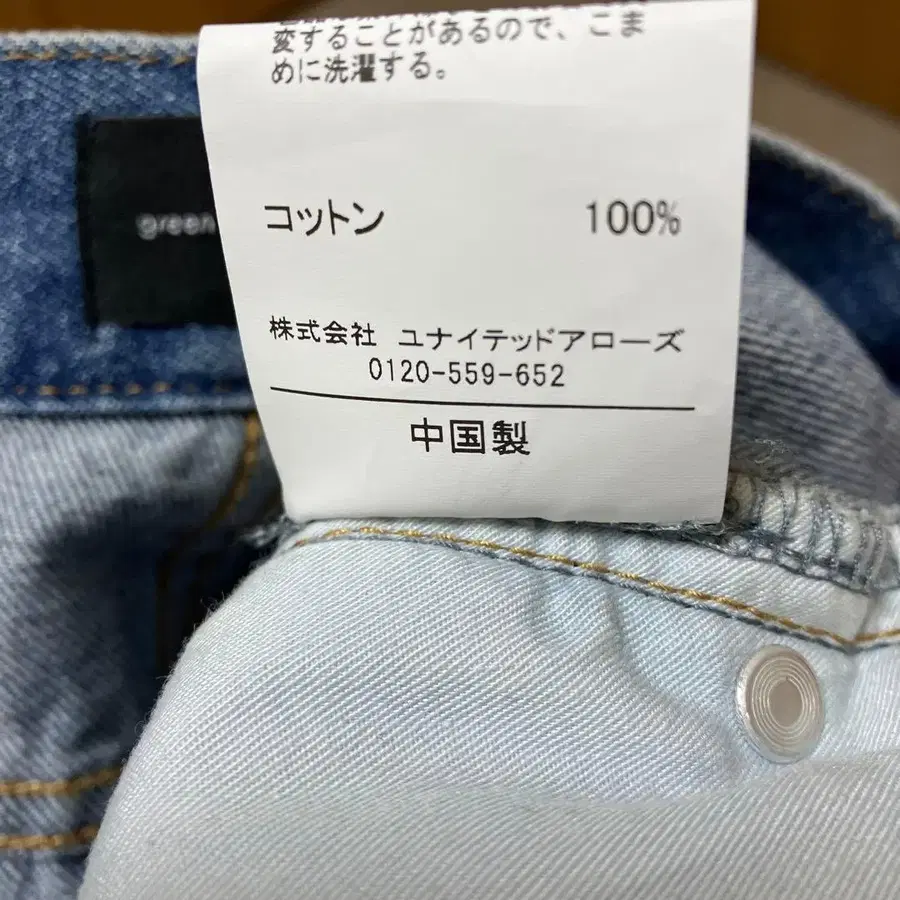 変することがあるので、こま
めに洗濯する。
green
コットン 100%
株式会社 ユナイテッドアローズ
0120-559-652
中国製